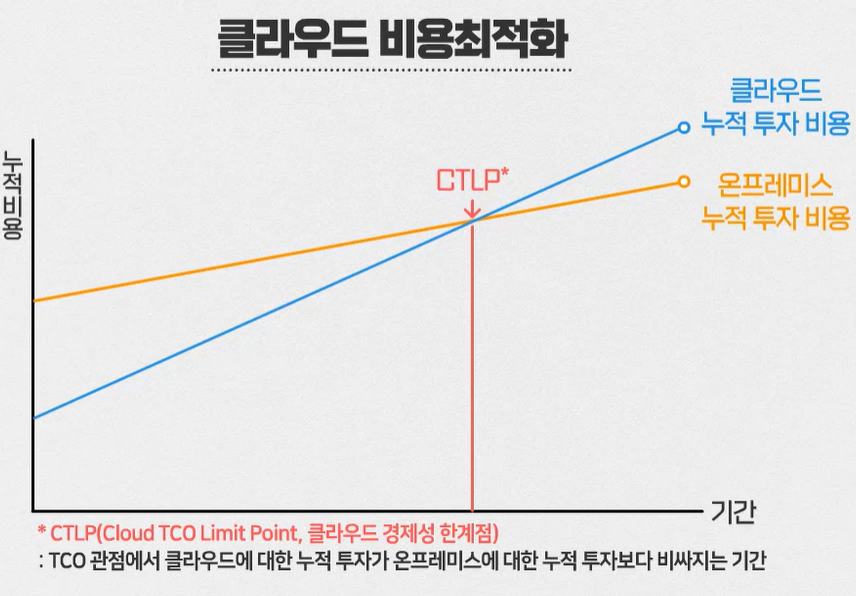 클라우드 비용최적화
클라우드
누적 투자 비용
누적비용
CTLP*
온프레미스
누적 투자 비용
기간
* CTLP(Cloud TCO Limit Point, 클라우드 경제성 한계점)
: TCO 관점에서 클라우드에 대한 누적 투자가 온프레미스에 대한 누적 투자보다 비싸지는 기간